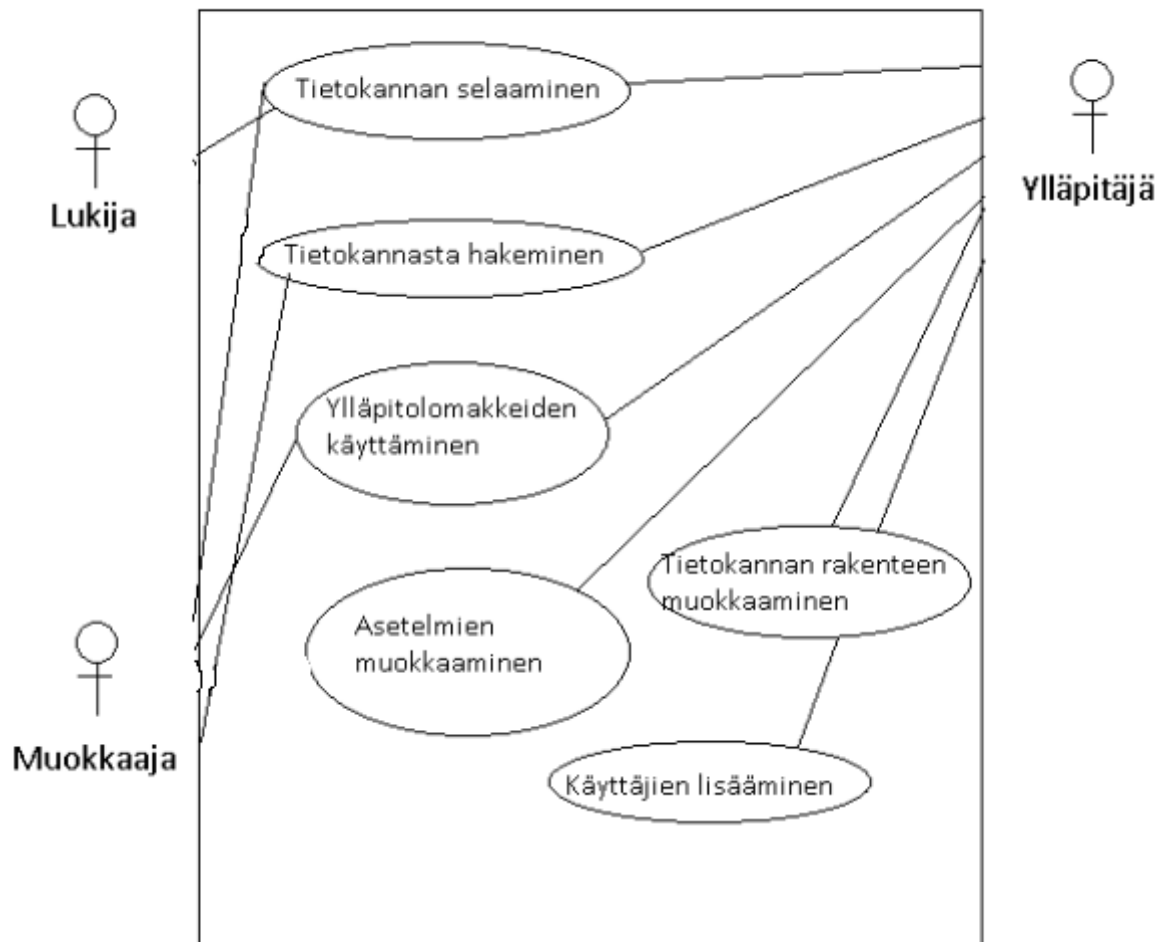 Tietokannan selaaminen
Lukija
Ylläpitäjä
Tietokannasta hakeminen
Ylläpitolomakkeiden
käyttäminen
Tietokannan rakenteen
muokkaaminen
Asetelmien
muokkaaminen
Muokkaaja
Käyttäjien lisääminen